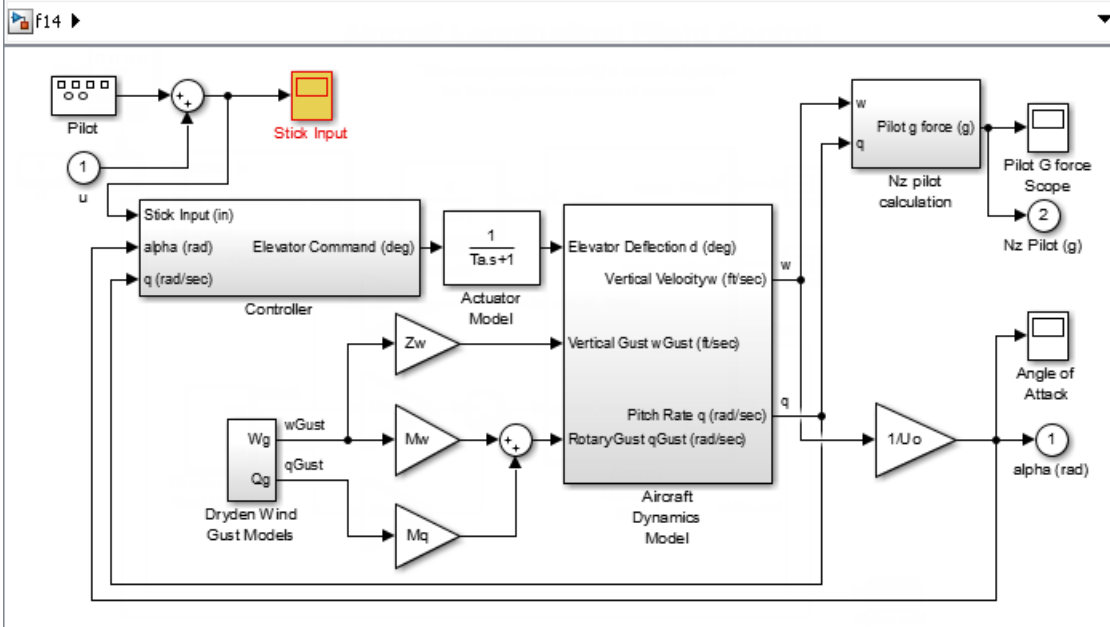 f14
Pilot
1
u
Stick Input
Stick Input (in)
alpha (rad)
q (rad/sec)
Elevator Command (deg)
Controller
1
Ta.s+1
Actuator
Model
Elevator Deflection d (deg)
Vertical Velocityw (ft/sec)
Vertical Gust wGust (ft/sec)
Pitch Rate q (rad/sec)
RotaryGust qGust (rad/sec)
Aircraft
Dynamics
Model
w
q
w
q
Pilot g force (g)
Nz pilot
calculation
Pilot G force
Scope
2
Nz Pilot (g)
Angle of
Attack
1/Uo
1
alpha (rad)
Zw
Mw
Mq
Wg
Qg
wGust
qGust
Dryden Wind
Gust Models